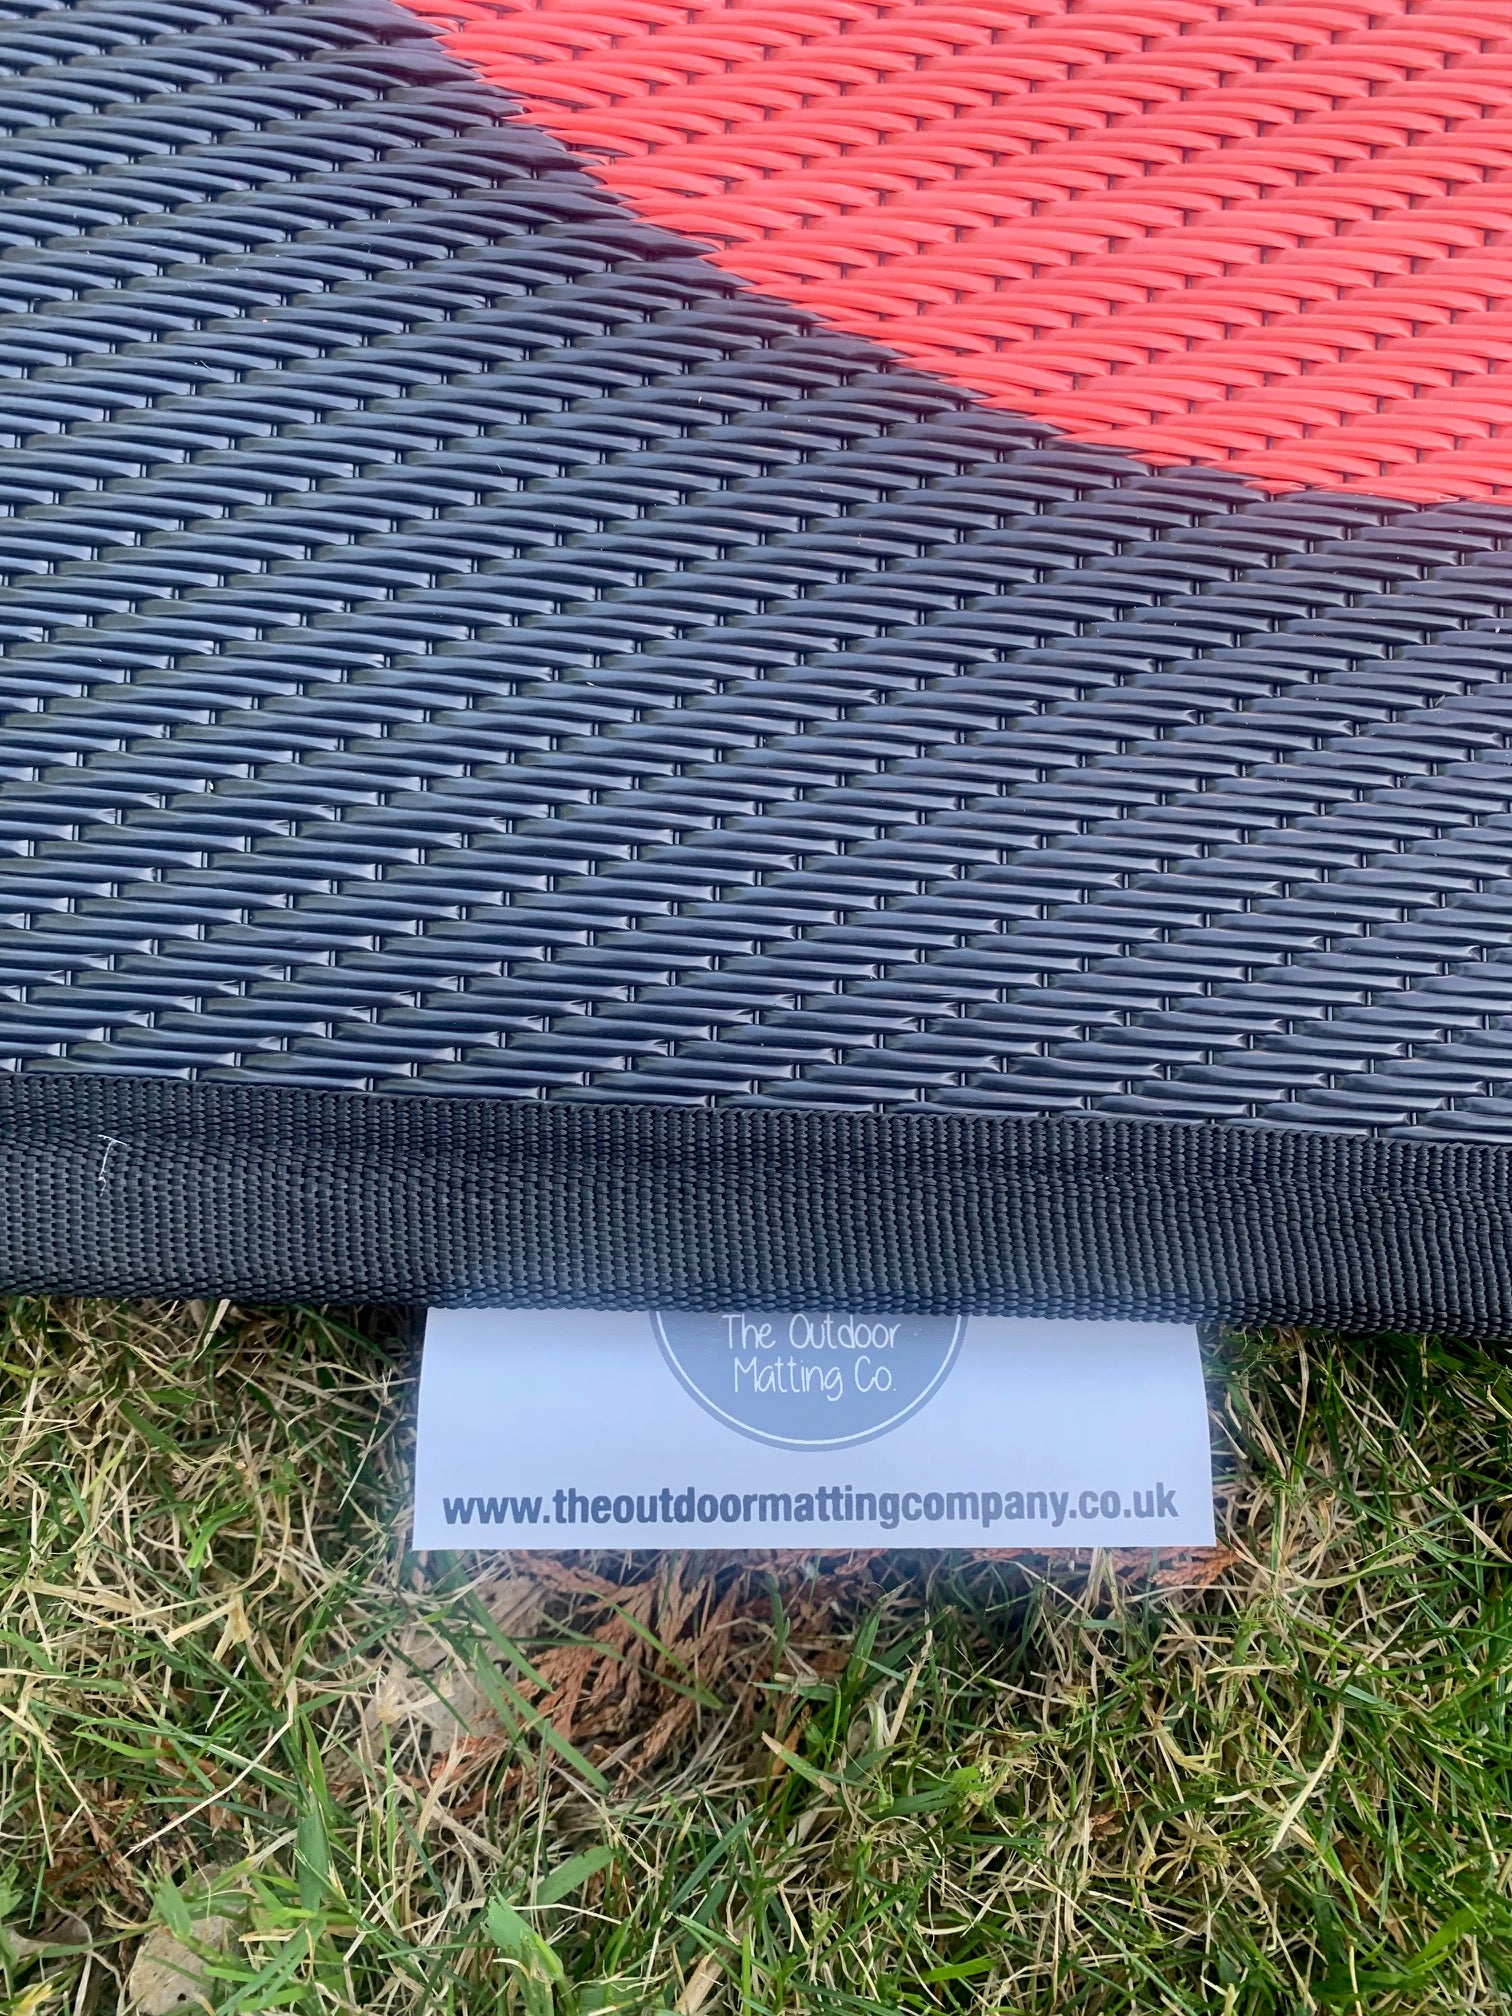 The Outdoor
Matting Co.
www.theoutdoormattingcompany.co.uk